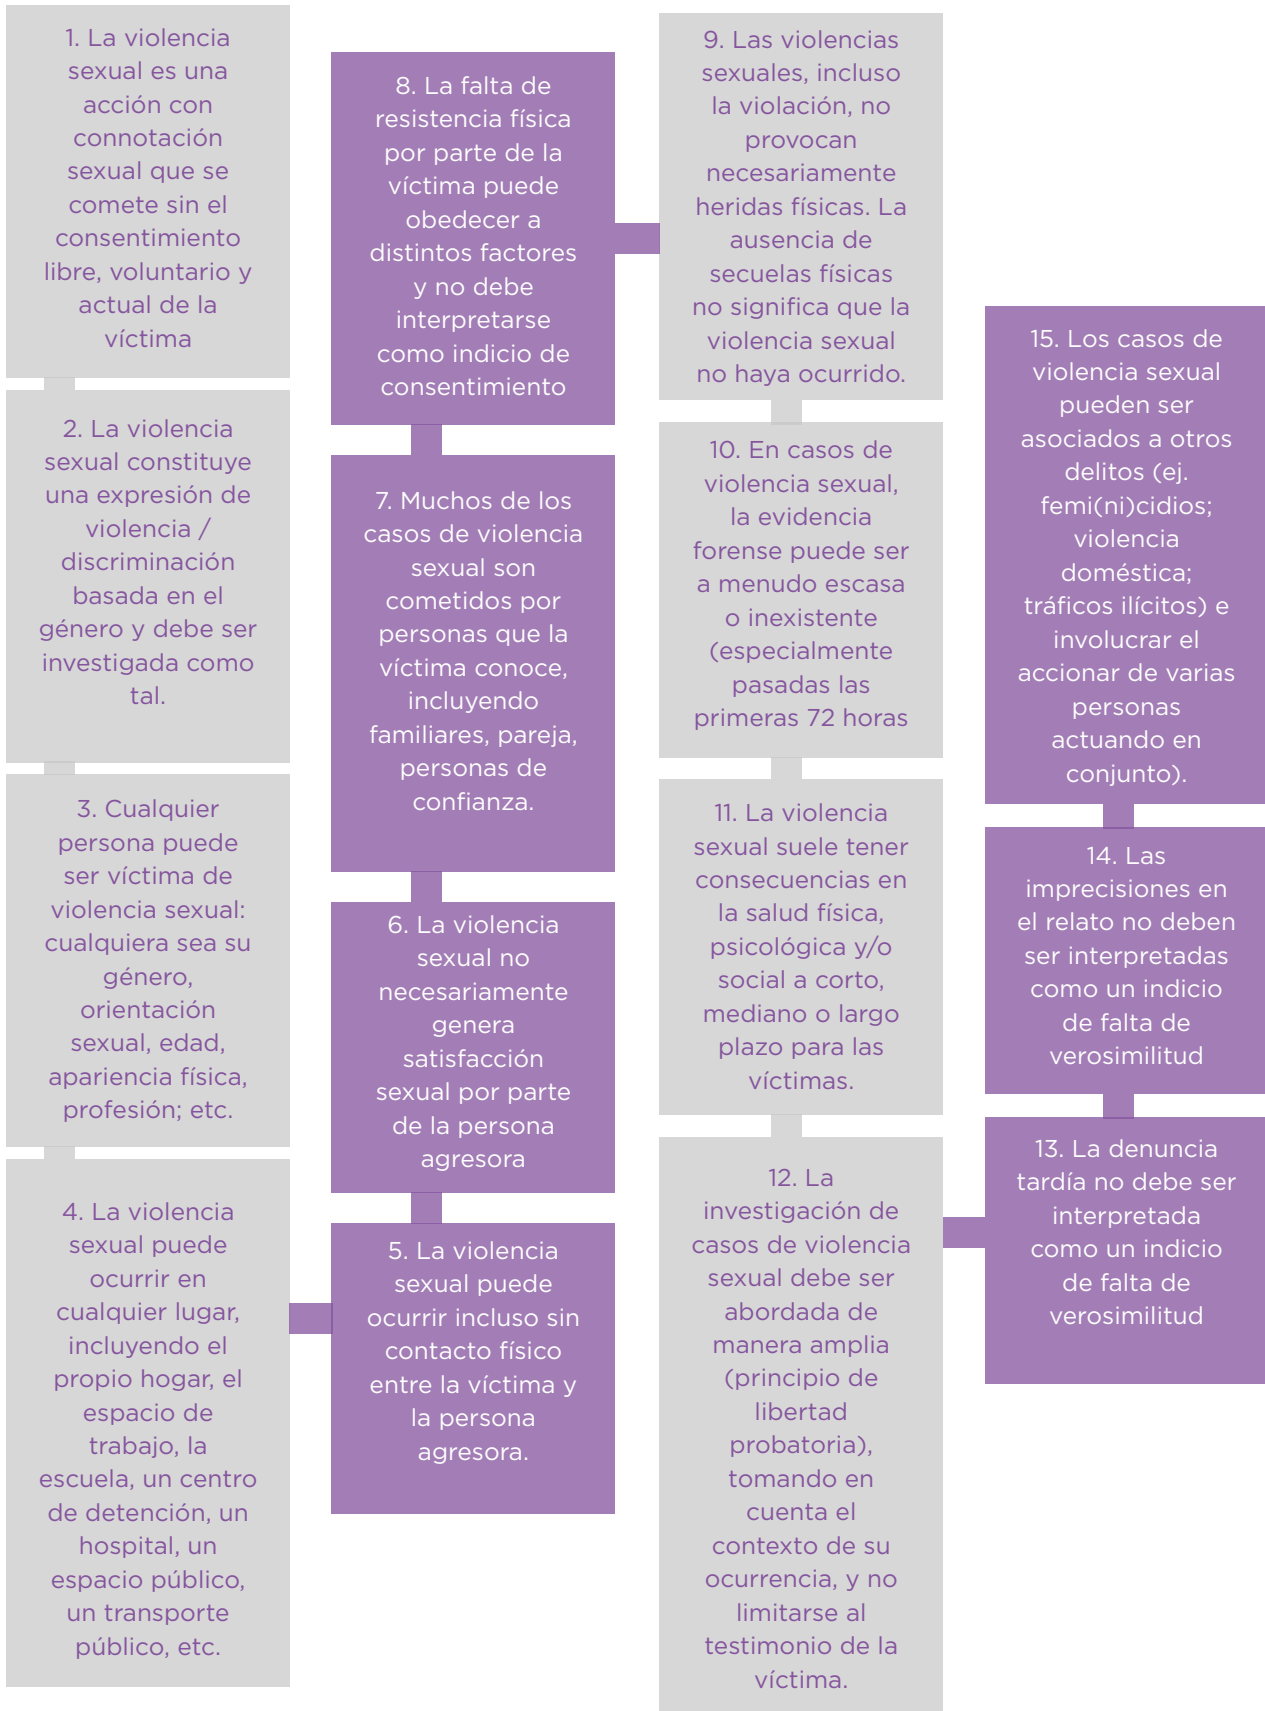 1. La violencia
sexual es una
acción con
connotación
sexual que se
comete sin el
consentimiento
libre, voluntario y
actual de la
víctima
2. La violencia
sexual constituye
una expresión de
violencia /
discriminación
basada en el
género y debe ser
investigada como
tal.
3. Cualquier
persona puede
ser víctima de
violencia sexual:
cualquiera sea su
género,
orientación
sexual, edad,
apariencia física,
profesión; etc.
4. La violencia
sexual puede
ocurrir en
cualquier lugar,
incluyendo el
propio hogar, el
espacio de
trabajo, la
escuela, un centro
de detención, un
hospital, un
espacio público,
un transporte
público, etc.
5. La violencia
sexual puede
ocurrir incluso sin
contacto físico
entre la víctima y
la persona
agresora.
6. La violencia
sexual no
necesariamente
genera
satisfacción
sexual por parte
de la persona
agresora
7. Muchos de los
casos de violencia
sexual son
cometidos por
personas que la
víctima conoce,
incluyendo
familiares, pareja,
personas de
confianza.
8. La falta de
resistencia física
por parte de la
víctima puede
obedecer a
distintos factores
y no debe
interpretarse
como indicio de
consentimiento
9. Las violencias
sexuales, incluso
la violación, no
provocan
necesariamente
heridas físicas. La
ausencia de
secuelas físicas
no significa que la
violencia sexual
no haya ocurrido.
10. En casos de
violencia sexual,
la evidencia
forense puede ser
a menudo escasa
o inexistente
(especialmente
pasadas las
primeras 72 horas
11. La violencia
sexual suele tener
consecuencias en
la salud física,
psicológica y/o
social a corto,
mediano o largo
plazo para las
víctimas.
12. La
investigación de
casos de violencia
sexual debe ser
abordada de
manera amplia
(principio de
libertad
probatoria),
tomando en
cuenta el
contexto de su
ocurrencia, y no
limitarse al
testimonio de la
víctima.
13. La denuncia
tardía no debe ser
interpretada
como un indicio
de falta de
verosimilitud
14. Las
imprecisiones en
el relato no deben
ser interpretadas
como un indicio
de falta de
verosimilitud
15. Los casos de
violencia sexual
pueden ser
asociados a otros
delitos (ej.
femi(ni)cidios;
violencia
doméstica;
tráficos ilícitos) e
involucrar el
accionar de varias
personas
actuando en
conjunto).